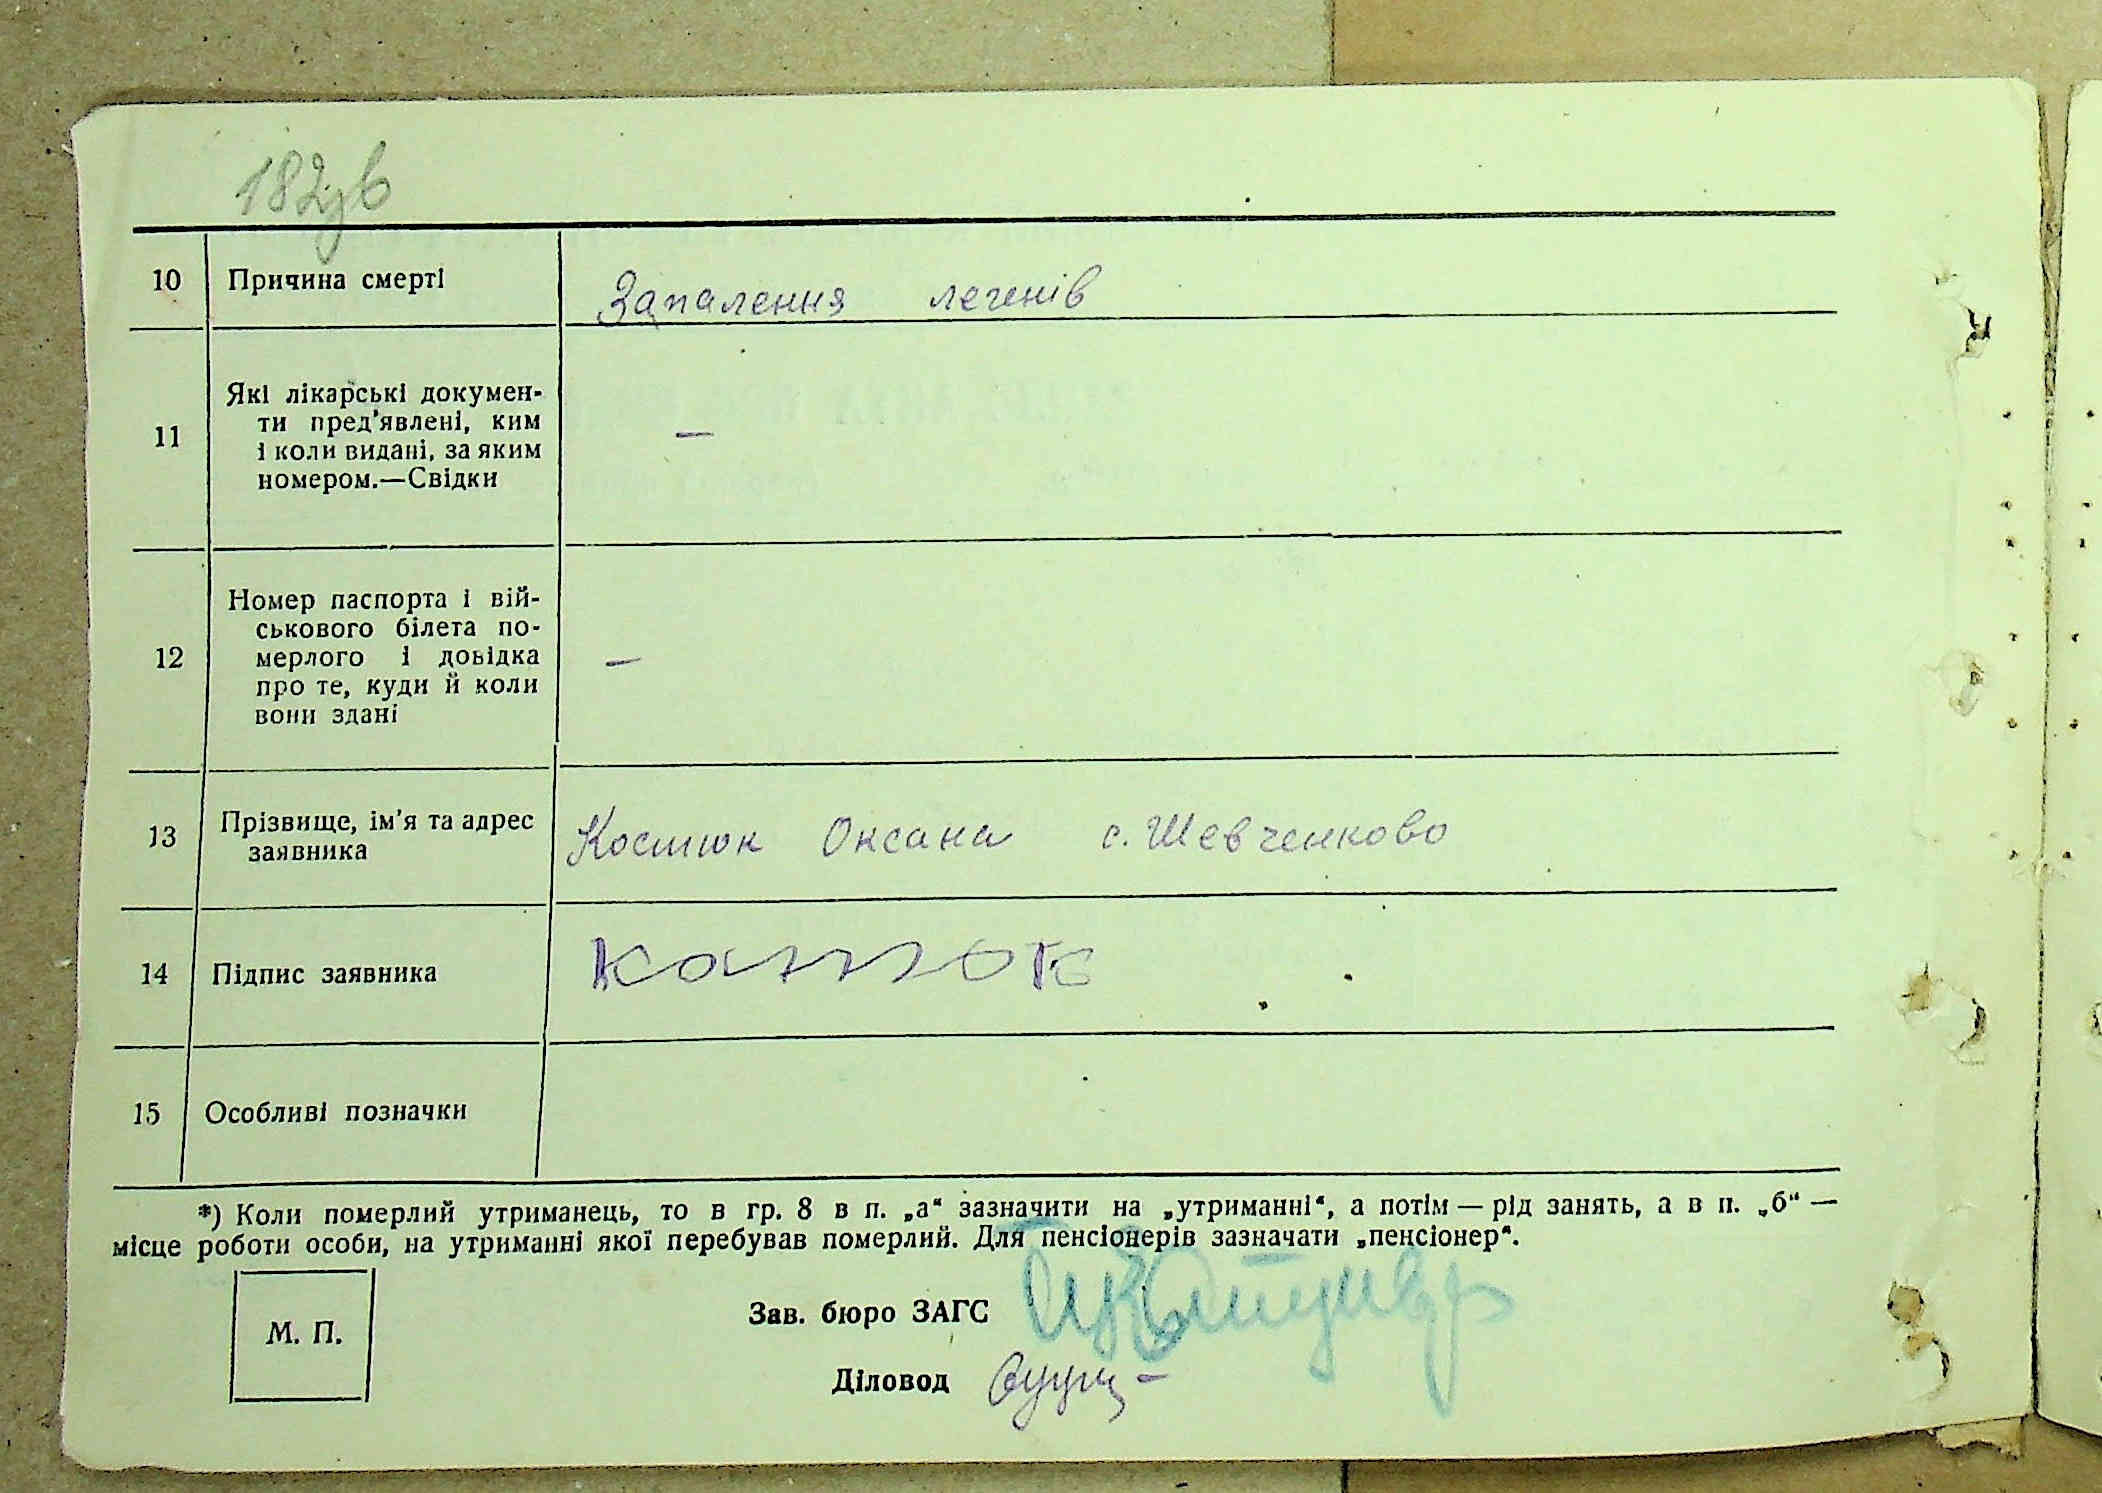 182зв
10 Причина смерті Запалення легенів
11 Які лікарські докумен-
ти пред'явлені, ким
і коли видані, за яким —
номером.—Свідки
Номер паспорта і вій-
ськового білета по-
12 мерлого і довідка —
про те, куди й коли
вони здані
13 Прізвище, ім'я та адрес Костюк Оксана с. Шевченково
заявника
14 Підпис заявника
15 Особливі позначки
*) Коли померлий утриманець, то в гр. 8 в п. „а“ зазначити на „утриманні“, а потім — рід занять, а в п. „б“ —
місце роботи особи, на утриманні якої перебував померлий. Для пенсіонерів зазначати „пенсіонер“.
М. П.
Зав. бюро ЗАГС
Діловод